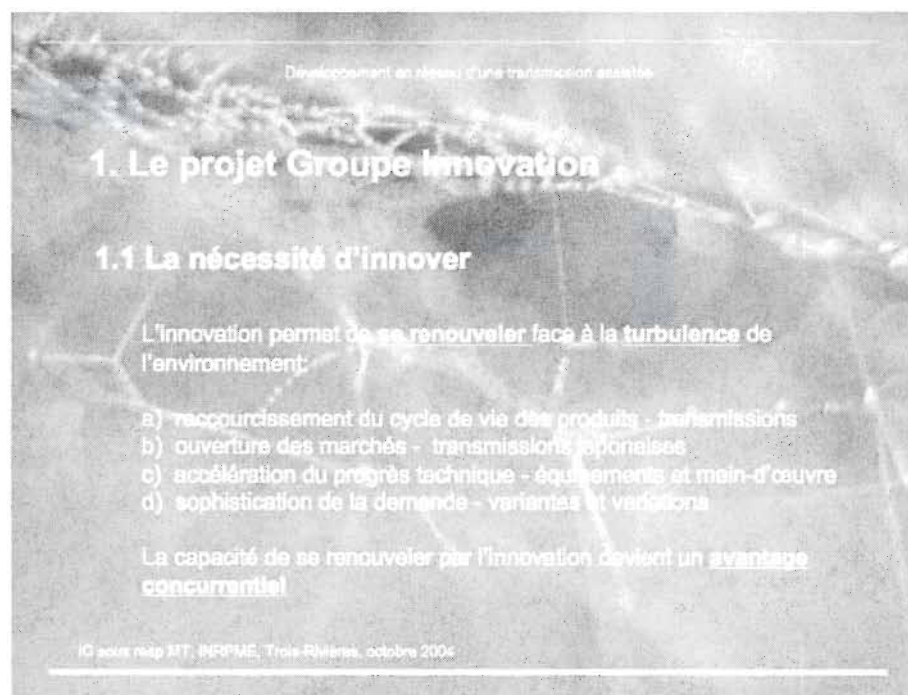 Développement en réseau d'une transmission assistée
1. Le projet Groupe Innovation
1.1 La nécessité d'innover
L'innovation permet de se renouveler face à la turbulence de
l'environnement:
a) raccourcissement du cycle de vie des produits - transmissions
b) ouverture des marchés - transmissions japonaises
c) accélération du progrès technique - équipements et main-d'œuvre
d) sophistication de la demande - variantes et variations
La capacité de se renouveler par l'innovation devient un avantage
concurrentiel
IG sous resp MT, INRPME, Trois-Rivières, octobre 2004